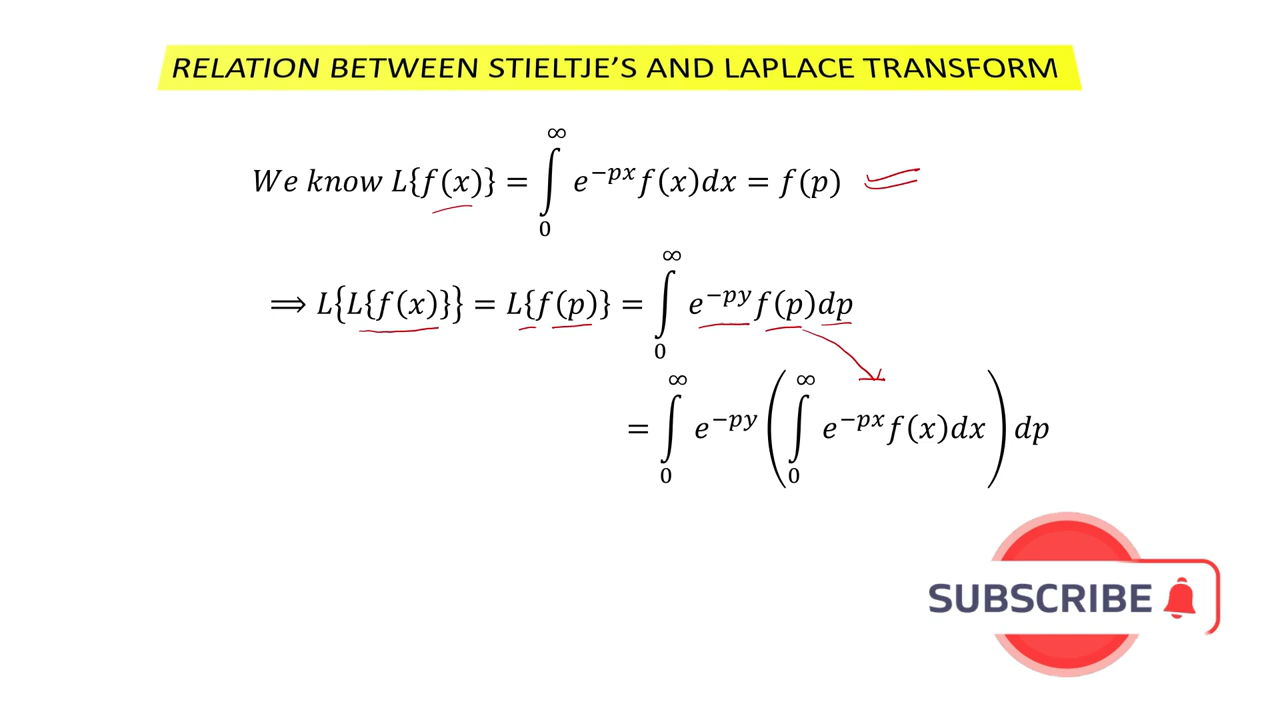 RELATION BETWEEN STIELTJE'S AND LAPLACE TRANSFORM
We know L{f(x)} = ∫₀^∞ e^{−px} f(x)dx = f(p)
⟹ L{L{f(x)}} = L{f(p)} = ∫₀^∞ e^{−py} f(p)dp
= ∫₀^∞ e^{−py} (∫₀^∞ e^{−px} f(x)dx) dp
SUBSCRIBE